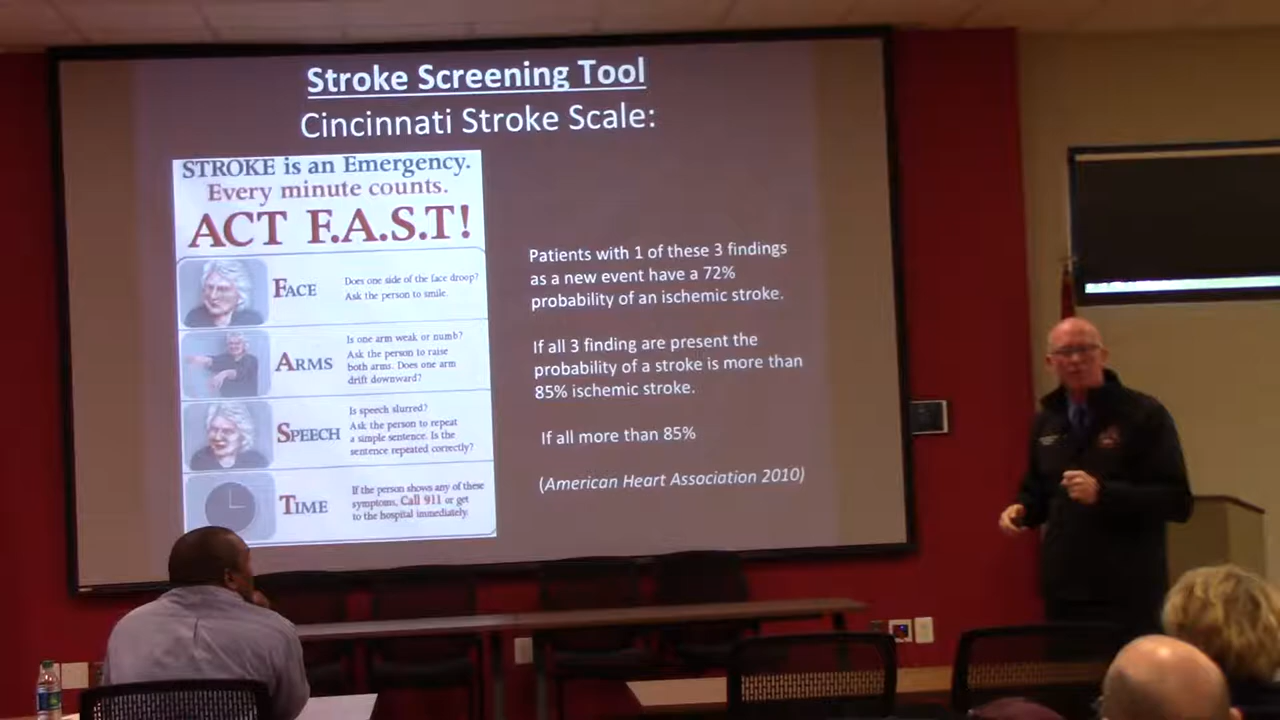 Stroke Screening Tool
Cincinnati Stroke Scale:
STROKE is an Emergency.
Every minute counts.
ACT F.A.S.T!
FACE
Does one side of the face droop?
Ask the person to smile.
ARMS
Is one arm weak or numb?
Ask the person to raise
both arms. Does one arm
drift downward?
SPEECH
Is speech slurred?
Ask the person to repeat
a simple sentence. Is the
sentence repeated correctly?
TIME
If the person shows any of these
symptoms, Call 911 or get
to the hospital immediately.
Patients with 1 of these 3 findings
as a new event have a 72%
probability of an ischemic stroke.
If all 3 finding are present the
probability of a stroke is more than
85% ischemic stroke.
If all more than 85%
(American Heart Association 2010)